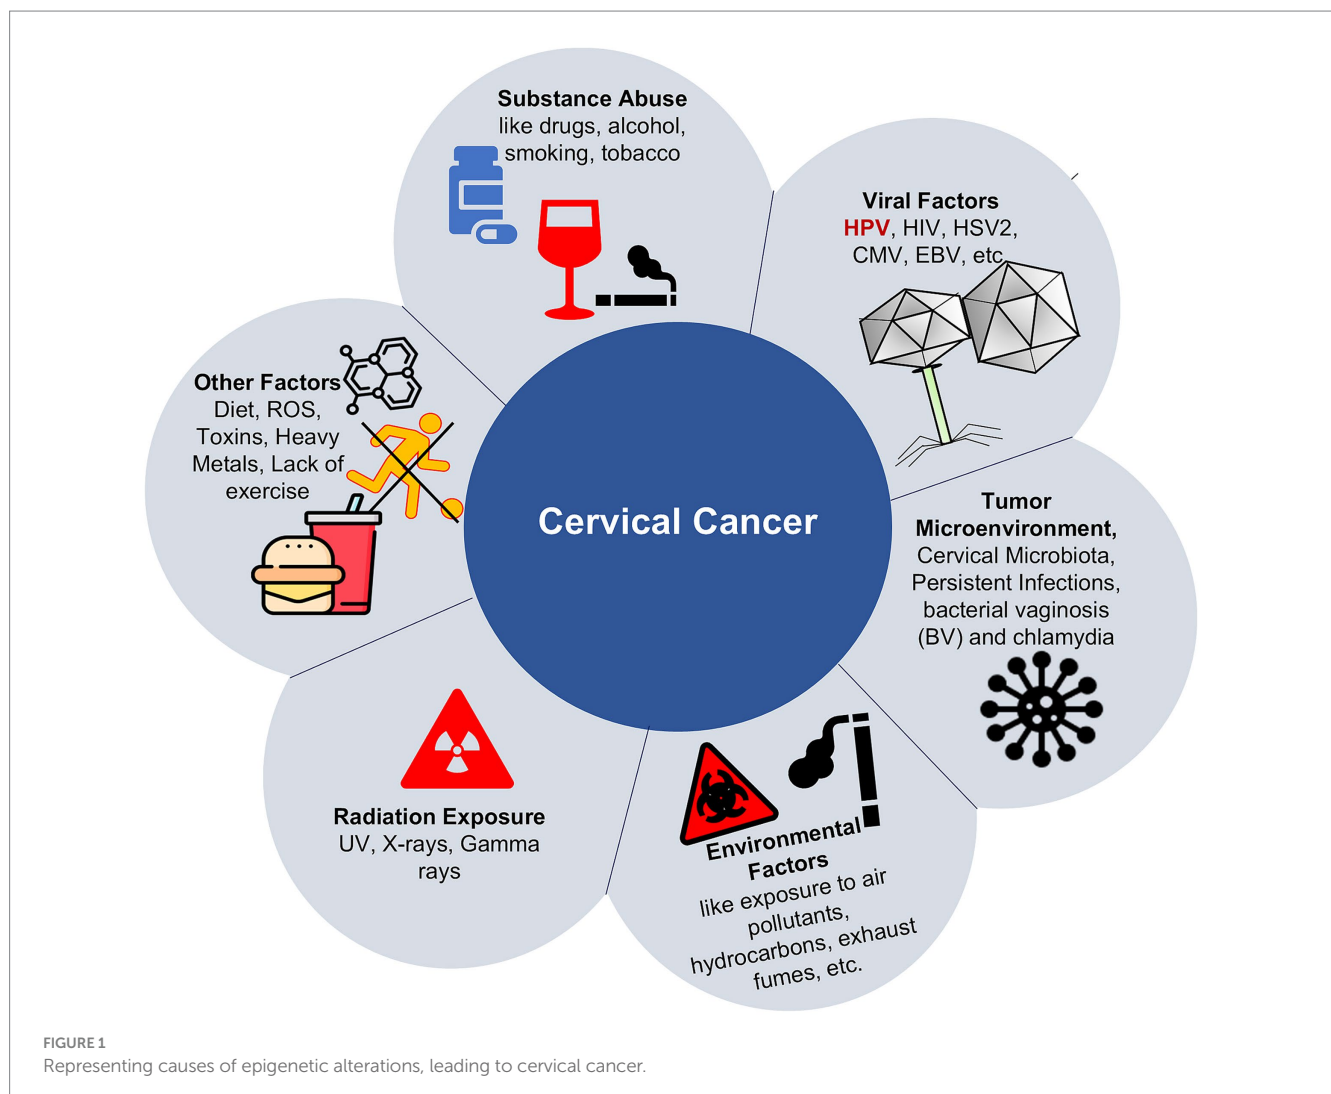 Substance Abuse
like drugs, alcohol,
smoking, tobacco
Viral Factors
HPV, HIV, HSV2,
CMV, EBV, etc
Tumor
Microenvironment,
Cervical Microbiota,
Persistent Infections,
bacterial vaginosis
(BV) and chlamydia
Environmental
Factors
like exposure to air
pollutants,
hydrocarbons, exhaust
fumes, etc.
Radiation Exposure
UV, X-rays, Gamma
rays
Other Factors
Diet, ROS,
Toxins, Heavy
Metals, Lack of
exercise
Cervical Cancer
FIGURE 1
Representing causes of epigenetic alterations, leading to cervical cancer.